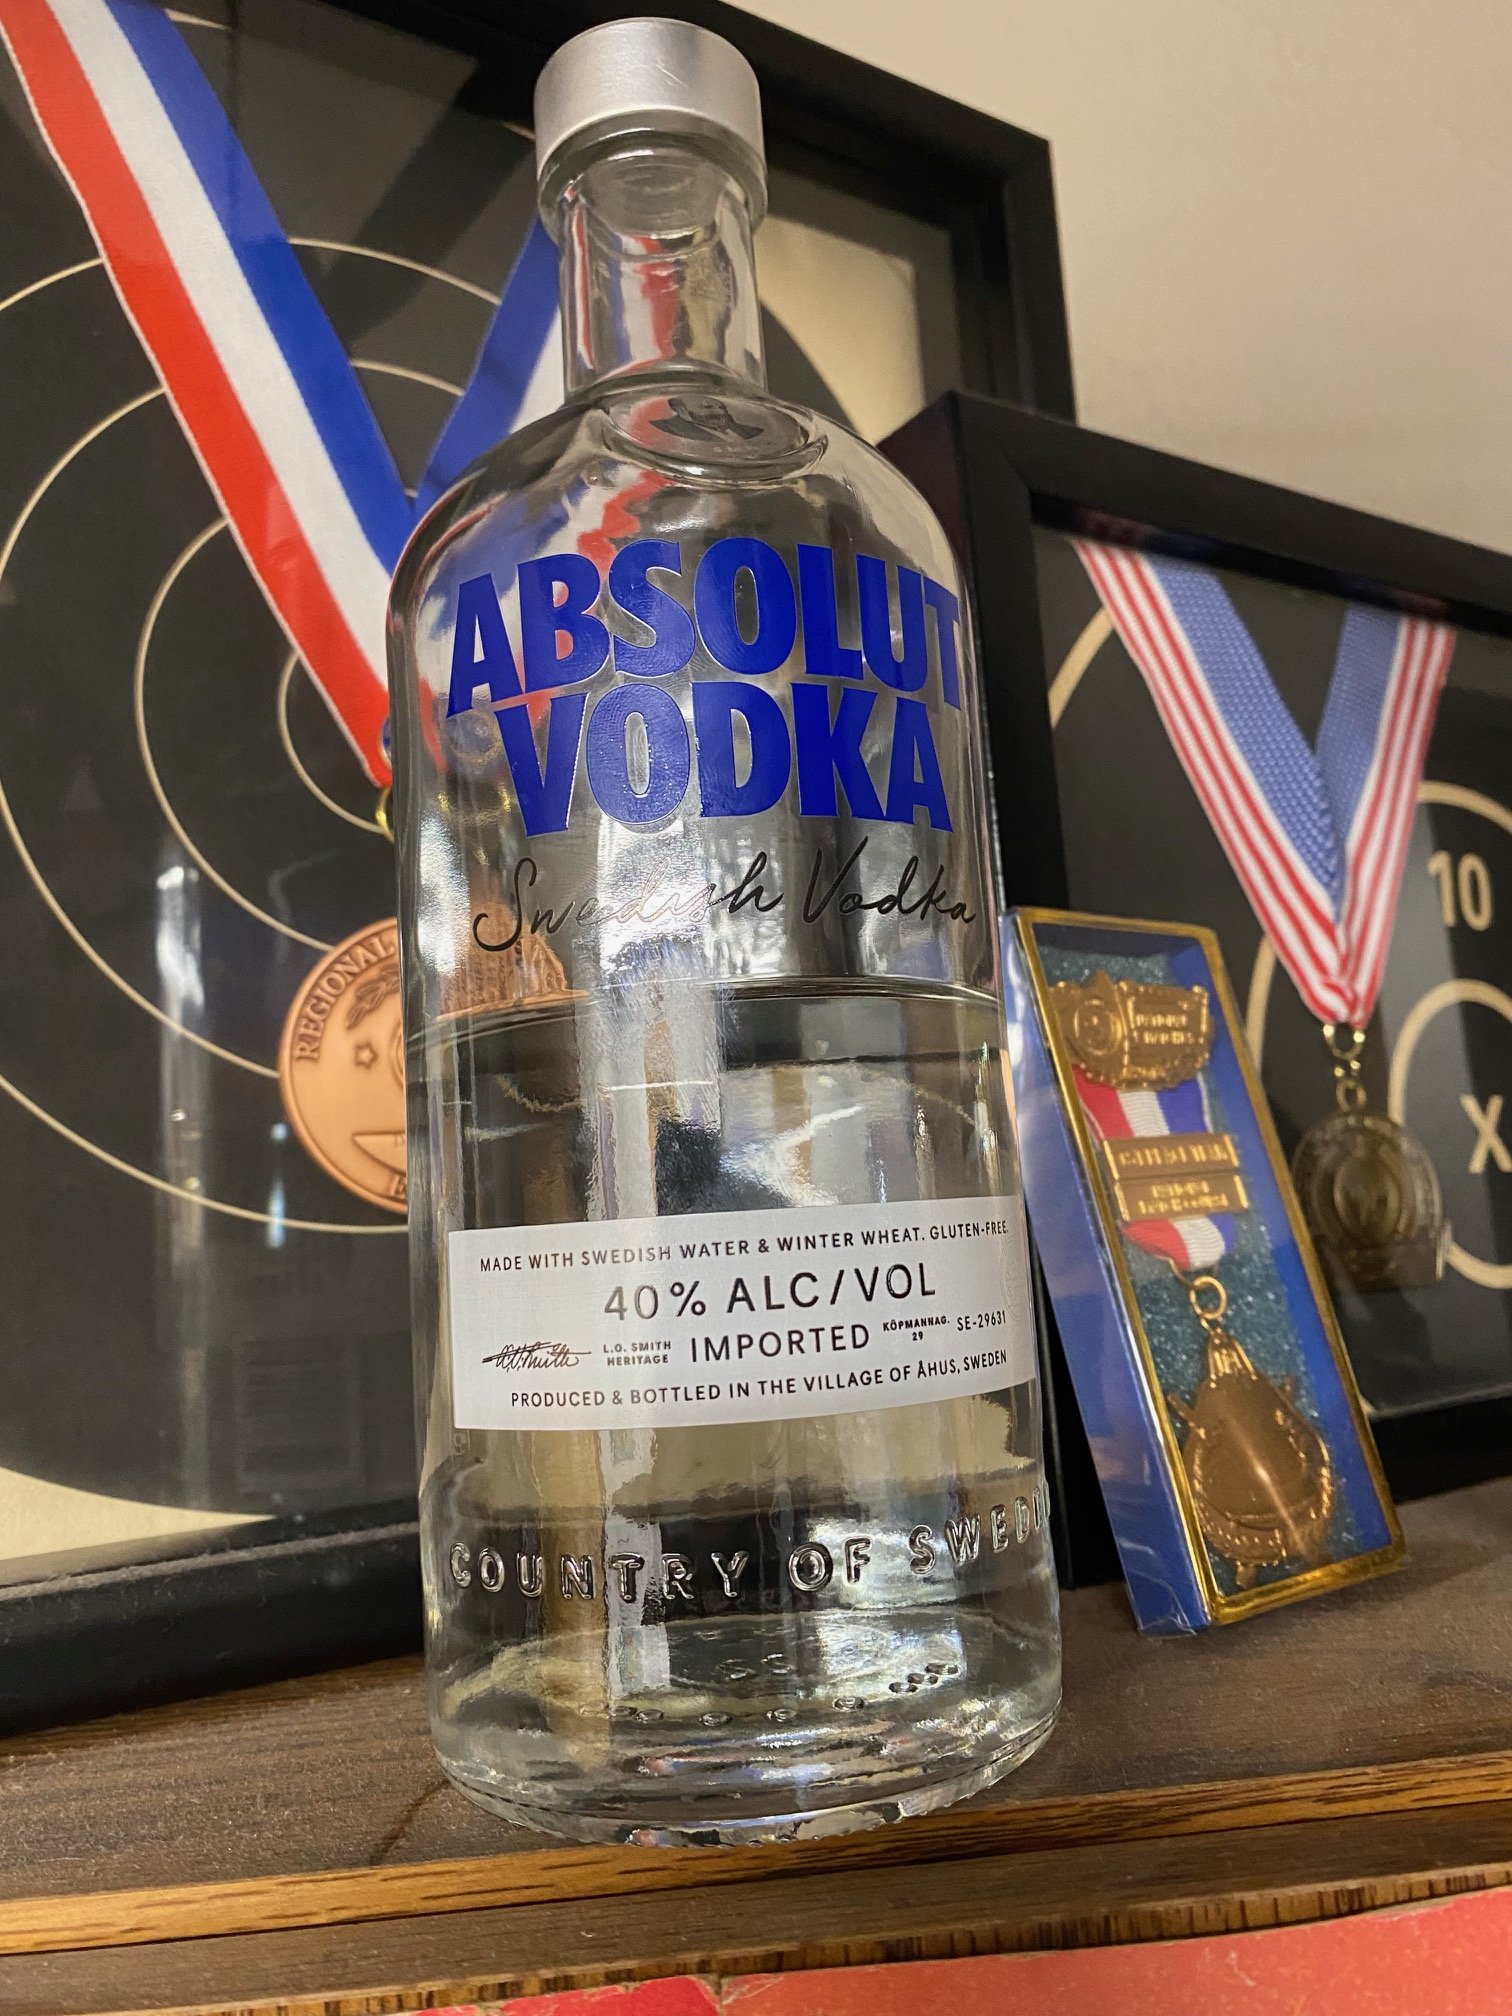 ABSOLUT
VODKA
Swedish Vodka
MADE WITH SWEDISH WATER & WINTER WHEAT. GLUTEN-FREE.
40% ALC/VOL
L.O. SMITH
HERITAGE
IMPORTED
KÖPMANNAG.
29
SE-29631
PRODUCED & BOTTLED IN THE VILLAGE OF ÅHUS, SWEDEN
COUNTRY OF SWED
REGIONAL
10
X